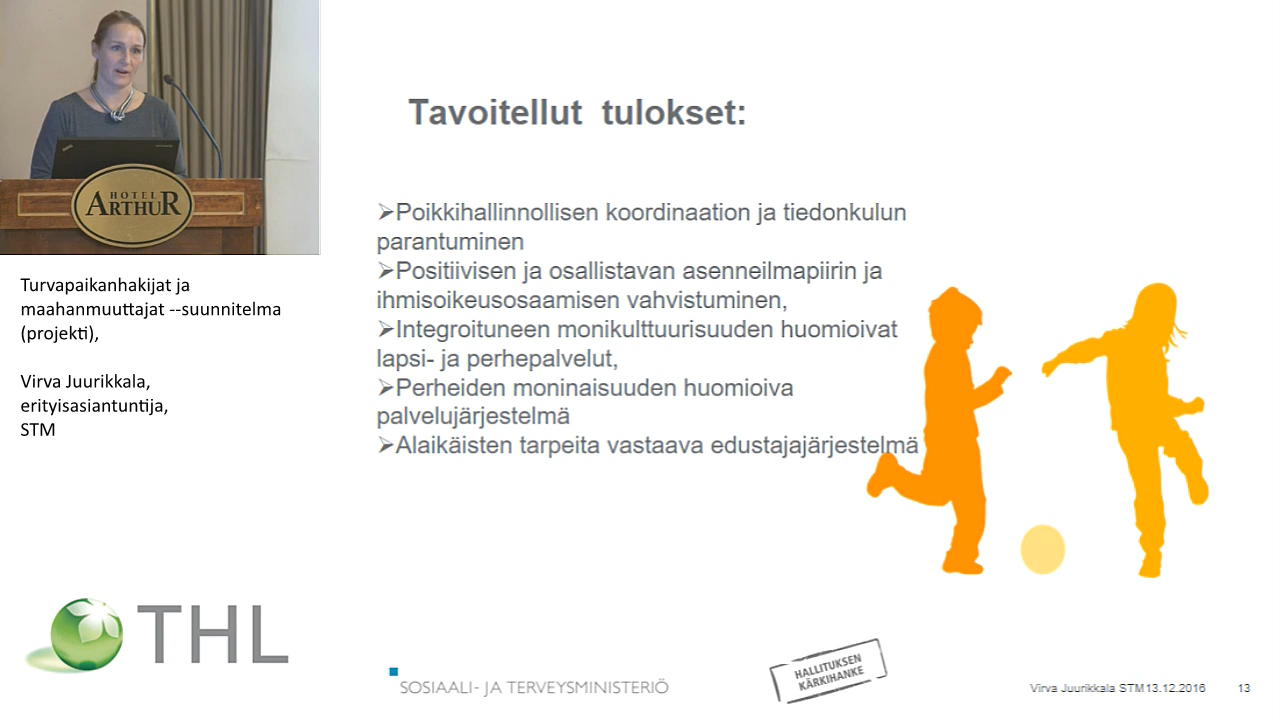 HOTEL
ARTHUR
Turvapaikanhakijat ja
maahanmuuttajat --suunnitelma
(projekti),
Virva Juurikkala,
erityisasiantuntija,
STM
THL
Tavoitellut tulokset:
➢Poikkihallinnollisen koordinaation ja tiedonkulun
parantuminen
➢Positiivisen ja osallistavan asenneilmapiirin ja
ihmisoikeusosaamisen vahvistuminen,
➢Integroituneen monikulttuurisuuden huomioivat
lapsi- ja perhepalvelut,
➢Perheiden moninaisuuden huomioiva
palvelujärjestelmä
➢Alaikäisten tarpeita vastaava edustajajärjestelmä
SOSIAALI- JA TERVEYSMINISTERIÖ
HALLITUKSEN
KÄRKIHANKE
Virva Juurikkala STM13.12.2016 13